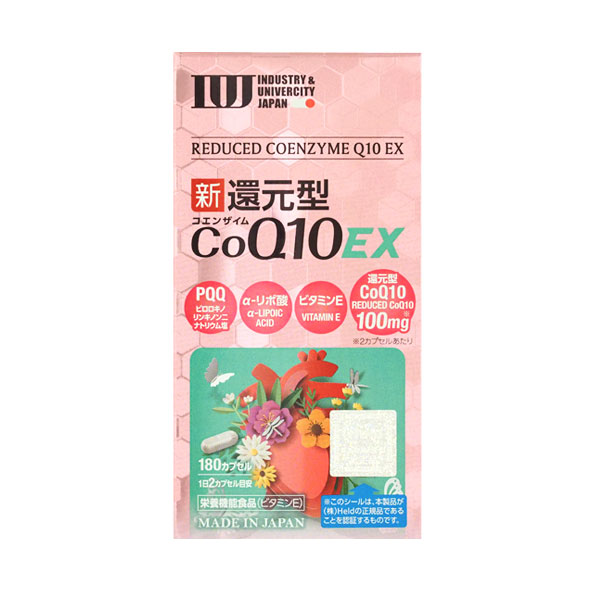 IUJ
INDUSTRY &
UNIVERCITY
JAPAN
REDUCED COENZYME Q10 EX
新 還元型
コエンザイム
CoQ10EX
PQQ
ピロロキノ
リンキノンニ
ナトリウム塩
α-リポ酸
α-LIPOIC
ACID
ビタミンE
VITAMIN E
還元型
CoQ10
REDUCED CoQ10
100mg※
※2カプセルあたり
180カプセル
1日2カプセル目安
栄養機能食品(ビタミンE)
MADE IN JAPAN
※このシールは、本製品が
(株)Heldの正規品である
ことを認証するものです。